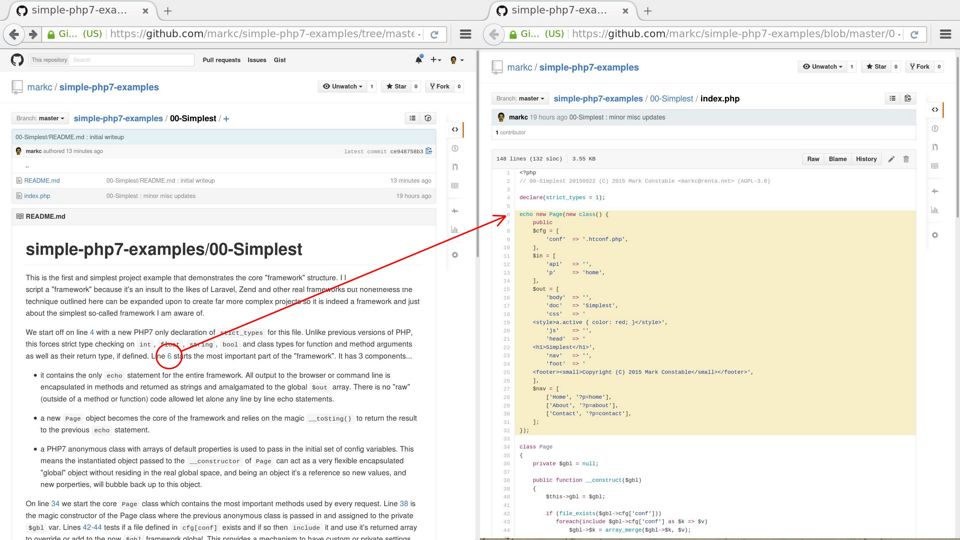 simple-php7-exa…
Gi… (US) https://github.com/markc/simple-php7-examples/tree/maste
This repository Search Pull requests Issues Gist
markc / simple-php7-examples Unwatch 1 Star 0 Fork 0
Branch: master simple-php7-examples / 00-Simplest / +
00-Simplest/README.md : initial writeup
markc authored 13 minutes ago latest commit ce948758b3
..
README.md 00-Simplest/README.md : initial writeup 13 minutes ago
index.php 00-Simplest : minor misc updates 19 hours ago
README.md
simple-php7-examples/00-Simplest
This is the first and simplest project example that demonstrates the core "framework" structure. I
script a "framework" because it's an insult to the likes of Laravel, Zend and other real frameworks but
technique outlined here can be expanded upon to create far more complex projects so it is indeed a framework and just
about the simplest so-called framework I am aware of.
We start off on line 4 with a new PHP7 only declaration of strict_types for this file. Unlike previous versions of PHP,
this forces strict type checking on int, float, string, bool and class types for function and method arguments
as well as their return type, if defined. Line 6 starts the most important part of the "framework". It has 3 components...
• it contains the only echo statement for the entire framework. All output to the browser or command line is
encapsulated in methods and returned as strings and amalgamated to the global $out array. There is no "raw"
(outside of a method or function) code allowed let alone any line by line echo statements.
• a new Page object becomes the core of the framework and relies on the magic __toSting() to return the result
to the previous echo statement.
• a PHP7 anonymous class with arrays of default properties is used to pass in the initial set of config variables. This
means the instantiated object passed to the __constructor of Page can act as a very flexible encapsulated
"global" object without residing in the real global space, and being an object it's a reference so new values, and
new porperties, will bubble back up to this object.
On line 34 we start the core Page class which contains the most important methods used by every request. Line 38 is
the magic constructor of the Page class where the previous anonymous class is passed in and assigned to the private
$gbl var. Lines 42-44 tests if a file defined in cfg[conf] exists and if so then include it and use it's returned array
to override or add to the new $gbl framework global. This provides a mechanism to have custom or private settings
simple-php7-exa…
Gi… (US) https://github.com/markc/simple-php7-examples/blob/master/0
markc / simple-php7-examples Unwatch 1 Star 0 Fork 0
Branch: master simple-php7-examples / 00-Simplest / index.php
markc 19 hours ago 00-Simplest : minor misc updates
1 contributor
148 lines (132 sloc) 3.55 KB Raw Blame History
1 <?php
2 // 00-Simplest 20150922 (C) 2015 Mark Constable <markc@renta.net> (AGPL-3.0)
3
4 declare(strict_types = 1);
5
6 echo new Page(new class() {
7 public
8 $cfg = [
9 'conf' => '.htconf.php',
10 ],
11 $in = [
12 'api' => '',
13 'p' => 'home',
14 ],
15 $out = [
16 'body' => '',
17 'doc' => 'Simplest',
18 'css' => '
19 <style>a.active { color: red; }</style>',
20 'js' => '',
21 'head' => '
22 <h1>Simplest</h1>',
23 'nav' => '',
24 'foot' => '
25 <footer><small>Copyright (C) 2015 Mark Constable</small></footer>',
26 ],
27 $nav = [
28 ['Home', '?p=home'],
29 ['About', '?p=about'],
30 ['Contact', '?p=contact'],
31 ];
32 });
33
34 class Page
35 {
36 private $gbl = null;
37
38 public function __construct($gbl)
39 {
40 $this->gbl = $gbl;
41
42 if (file_exists($gbl->cfg['conf']))
43 foreach(include $gbl->cfg['conf'] as $k => $v)
44 $gbl->$k = array_merge($gbl->$k, $v);